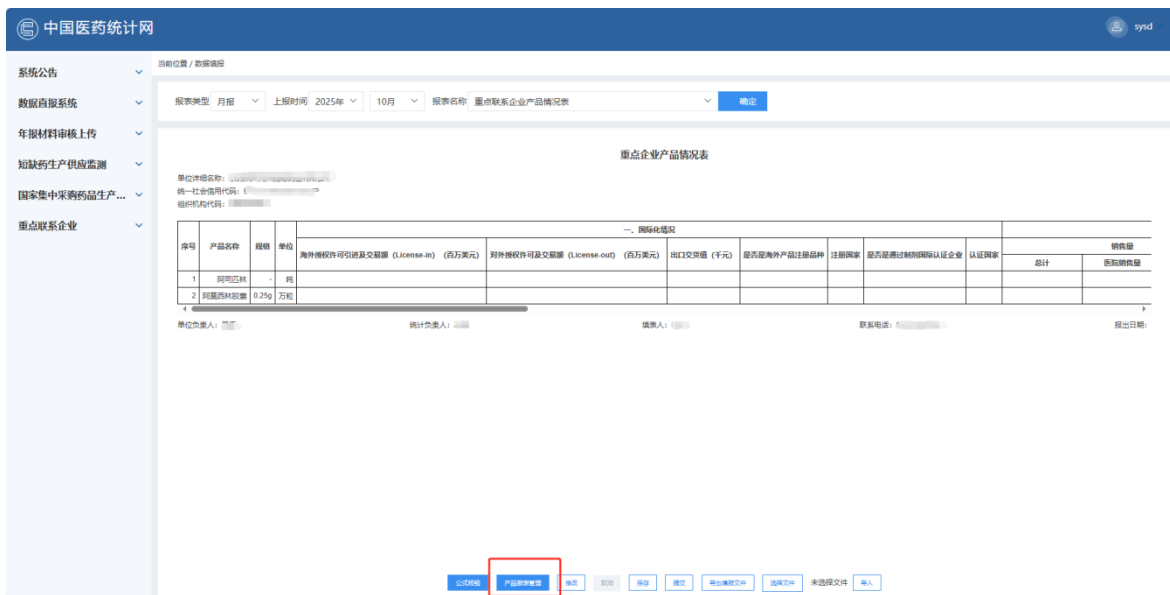 中国医药统计网
sysd
系统公告
数据直报系统
年报材料审核上传
短缺药生产供应监测
国家集中采购药品生产...
重点联系企业
当前位置 / 数据填报
报表类型 月报 上报时间 2025年 10月 报表名称 重点联系企业产品情况表 确定
重点企业产品情况表
单位详细名称：
统一社会信用代码：
组织机构代码：
一、国际化情况
序号 产品名称 规格 单位 海外授权许可引进及交易额（License-in）（百万美元） 对外授权许可及交易额（License-out）（百万美元） 出口交货值（千元） 是否是海外产品注册品种 注册国家 是否是通过制剂国际认证企业 认证国家 销售量
总计 医院销售量
1 阿司匹林 - 吨
2 阿莫西林胶囊 0.25g 万粒
单位负责人： 统计负责人： 填表人： 联系电话： 报出日期：
公式校验 产品报表管理 修改 取消 保存 提交 导出填报文件 选择文件 未选择文件 导入